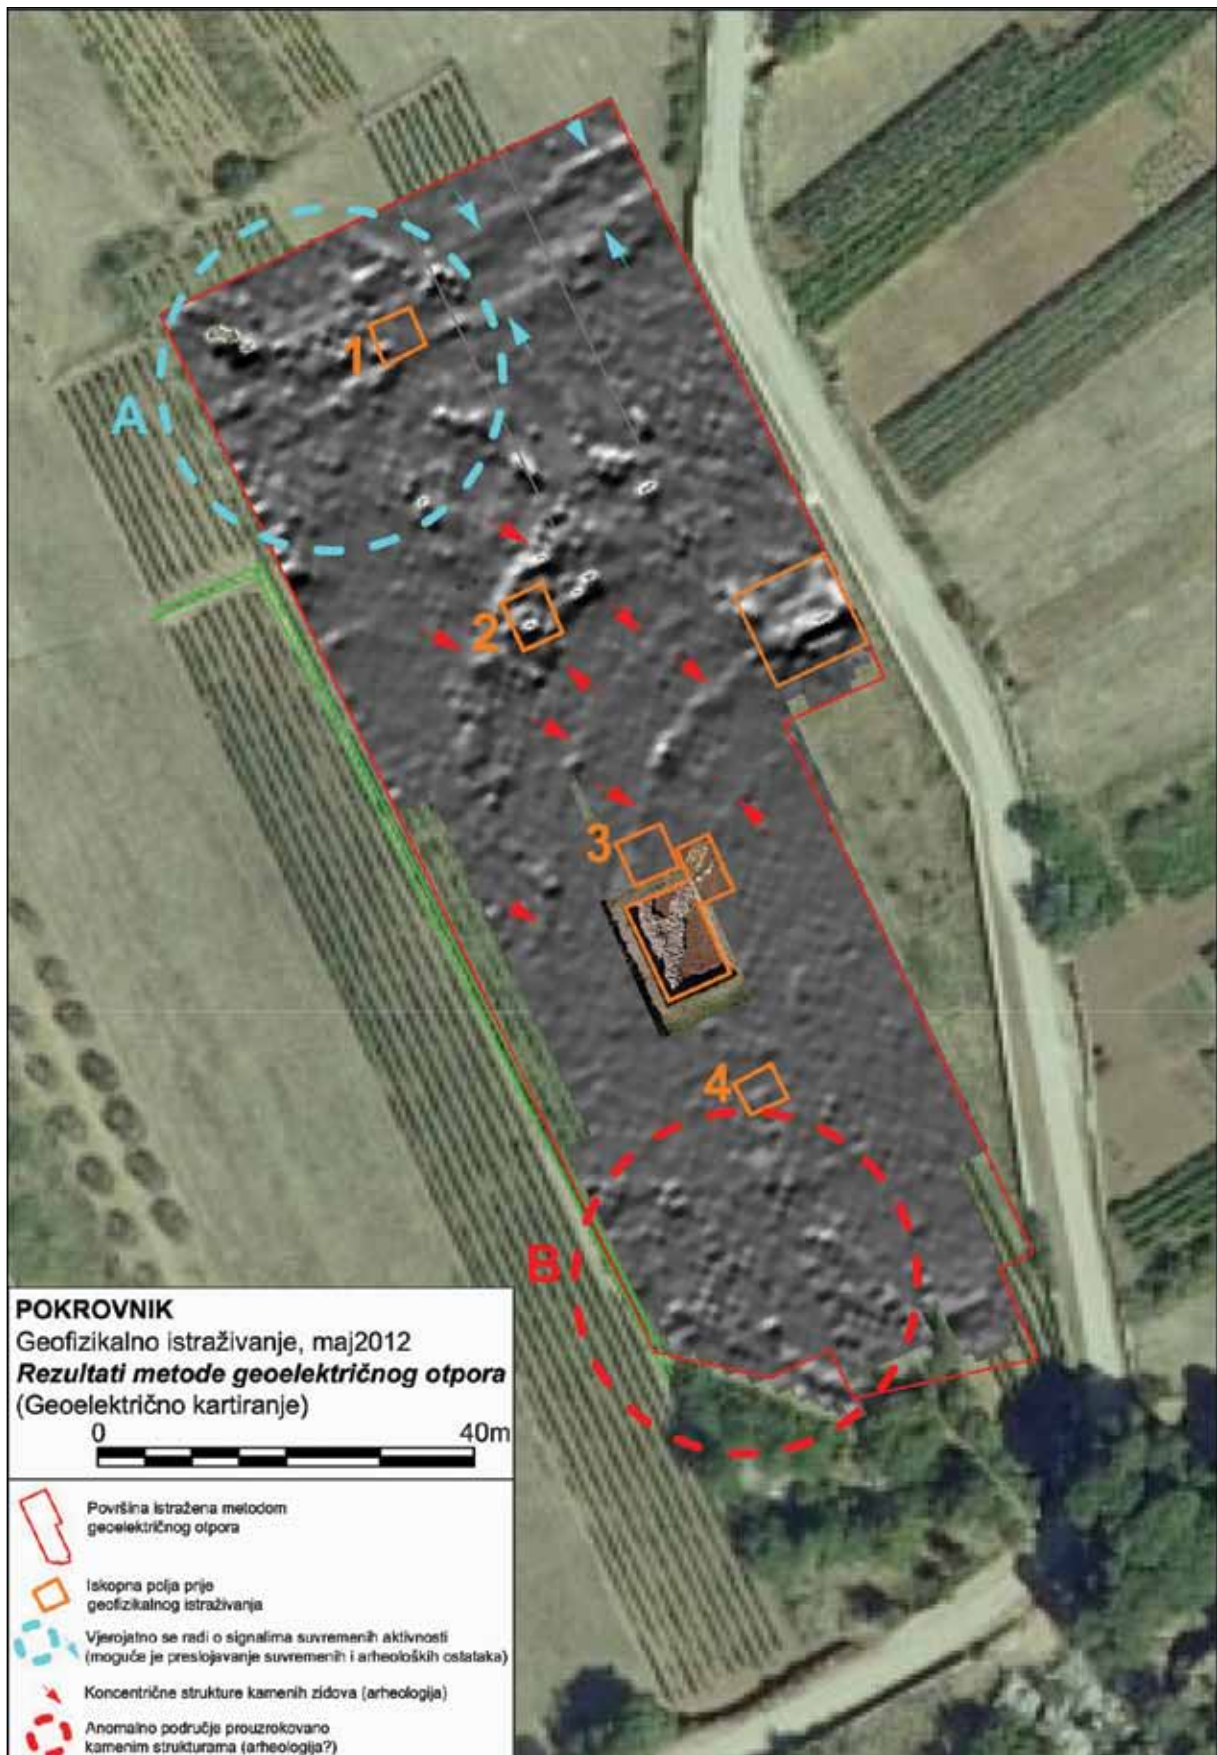 1
A
2
3
4
B
POKROVNIK
Geofizikalno istraživanje, maj2012
Rezultati metode geoelektričnog otpora
(Geoelektrično kartiranje)
0 40m
Površina istražena metodom
geoelektričnog otpora
Iskopna polja prije
geofizikalnog istraživanja
Vjerojatno se radi o signalima suvremenih aktivnosti
(moguće je preslojavanje suvremenih i arheoloških ostataka)
Koncentrične strukture kamenih zidova (arheologija)
Anomalno područje prouzrokovano
kamenim strukturama (arheologija?)